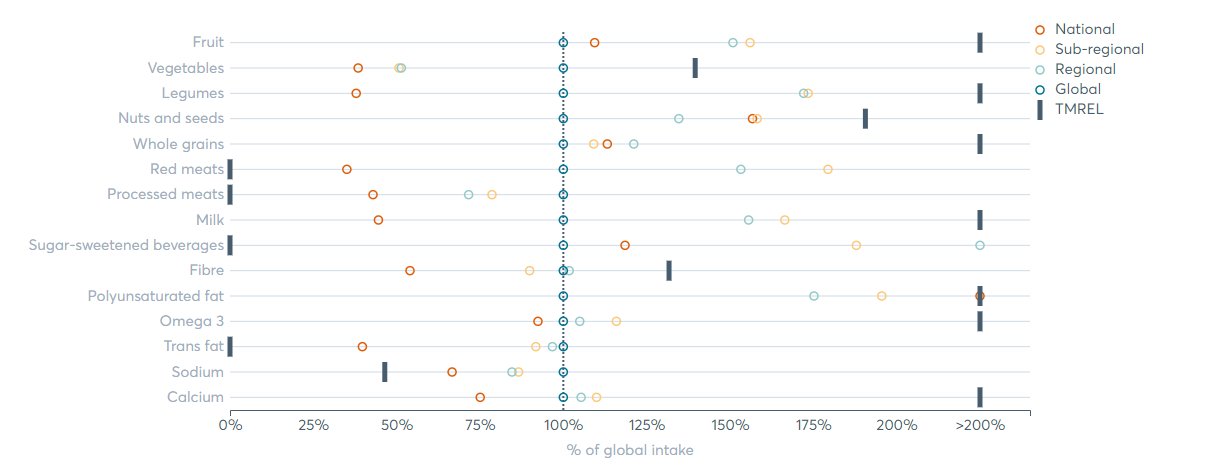 National
Fruit
Sub-regional
Vegetables
Regional
Legumes
Global
TMREL
Nuts and seeds
Whole grains
Red meats
Processed meats
Milk
Sugar-sweetened beverages
Fibre
Polyunsaturated fat
Omega 3
Trans fat
Sodium
Calcium
0% 25% 50% 75% 100% 125% 150% 175% 200% >200%
% of global intake